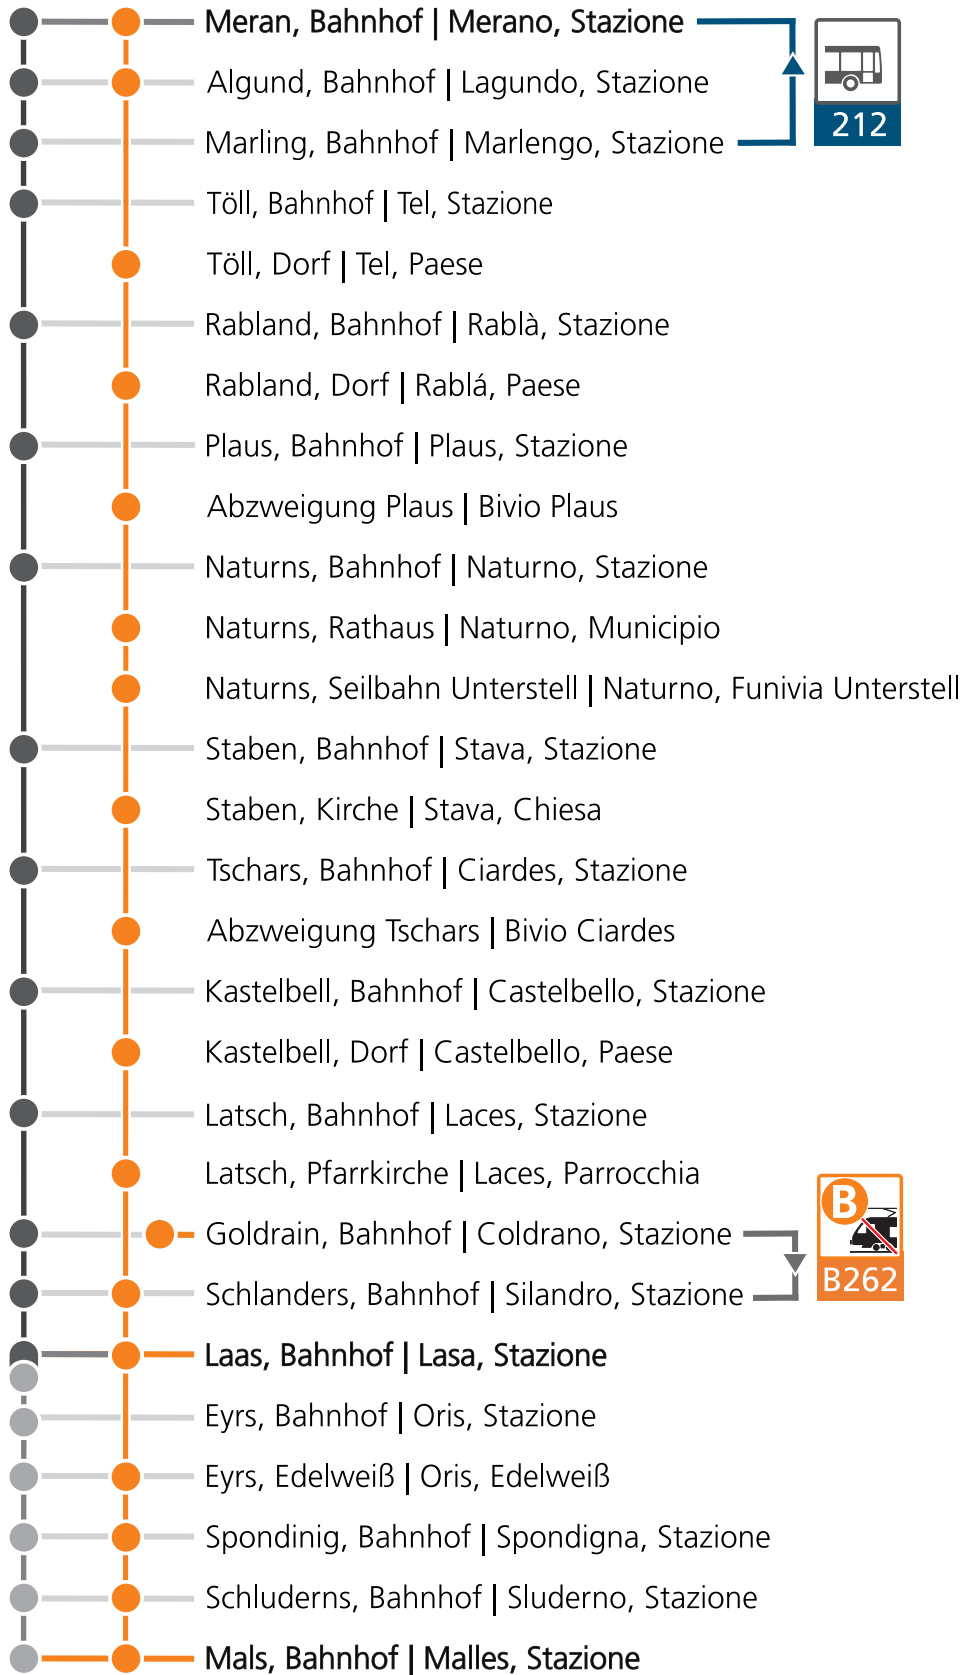 Meran, Bahnhof | Merano, Stazione
Algund, Bahnhof | Lagundo, Stazione
212
Marling, Bahnhof | Marlengo, Stazione
Töll, Bahnhof | Tel, Stazione
Töll, Dorf | Tel, Paese
Rabland, Bahnhof | Rablà, Stazione
Rabland, Dorf | Rablá, Paese
Plaus, Bahnhof | Plaus, Stazione
Abzweigung Plaus | Bivio Plaus
Naturns, Bahnhof | Naturno, Stazione
Naturns, Rathaus | Naturno, Municipio
Naturns, Seilbahn Unterstell | Naturno, Funivia Unterstell
Staben, Bahnhof | Stava, Stazione
Staben, Kirche | Stava, Chiesa
Tschars, Bahnhof | Ciardes, Stazione
Abzweigung Tschars | Bivio Ciardes
Kastelbell, Bahnhof | Castelbello, Stazione
Kastelbell, Dorf | Castelbello, Paese
Latsch, Bahnhof | Laces, Stazione
Latsch, Pfarrkirche | Laces, Parrocchia
B
Goldrain, Bahnhof | Coldrano, Stazione
B262
Schlanders, Bahnhof | Silandro, Stazione
Laas, Bahnhof | Lasa, Stazione
Eyrs, Bahnhof | Oris, Stazione
Eyrs, Edelweiß | Oris, Edelweiß
Spondinig, Bahnhof | Spondigna, Stazione
Schluderns, Bahnhof | Sluderno, Stazione
Mals, Bahnhof | Malles, Stazione